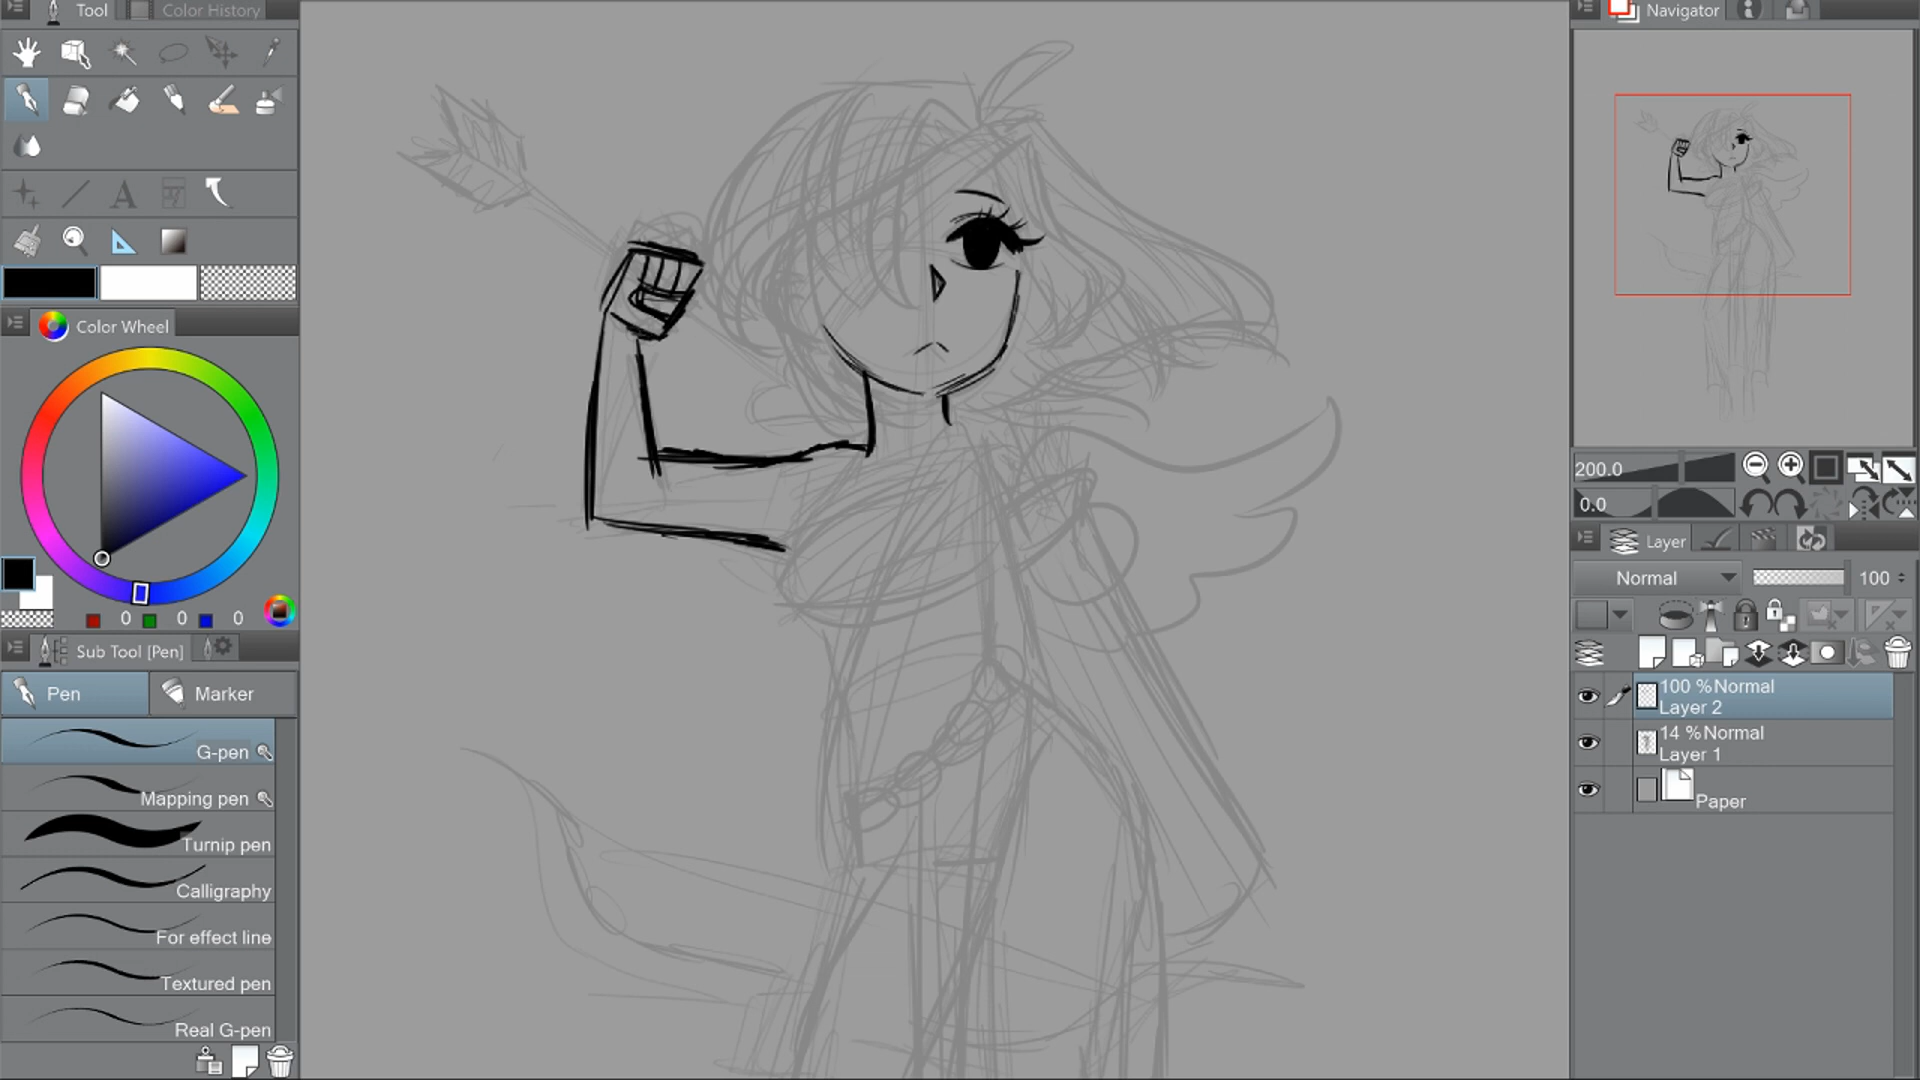 Tool
Color History
Color Wheel
0
0
0
Sub Tool [Pen]
Pen
Marker
G-pen
Mapping pen
Turnip pen
Calligraphy
For effect line
Textured pen
Real G-pen
Navigator
200.0
0.0
Layer
Normal
100
100 %Normal
Layer 2
14 %Normal
Layer 1
Paper